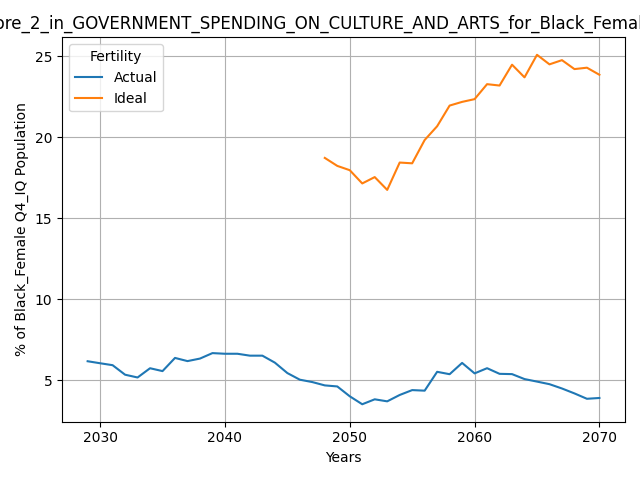 ore_2_in_GOVERNMENT_SPENDING_ON_CULTURE_AND_ARTS_for_Black_Femal
Fertility
Actual
Ideal
% of Black_Female Q4_IQ Population
25
20
15
10
5
2030 2040 2050 2060 2070
Years